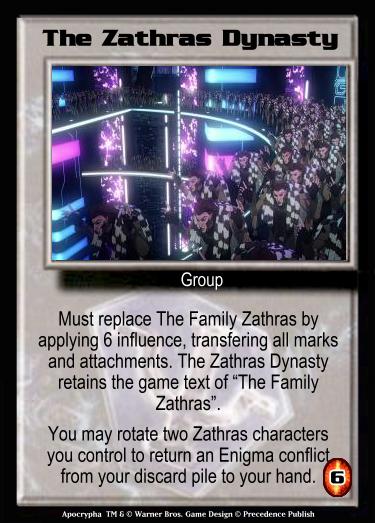 The Zathras Dynasty
Group
Must replace The Family Zathras by
applying 6 influence, transfering all marks
and attachments. The Zathras Dynasty
retains the game text of “The Family
Zathras”.
You may rotate two Zathras characters
you control to return an Enigma conflict
from your discard pile to your hand.
6
Apocrypha TM & © Warner Bros. Game Design © Precedence Publish